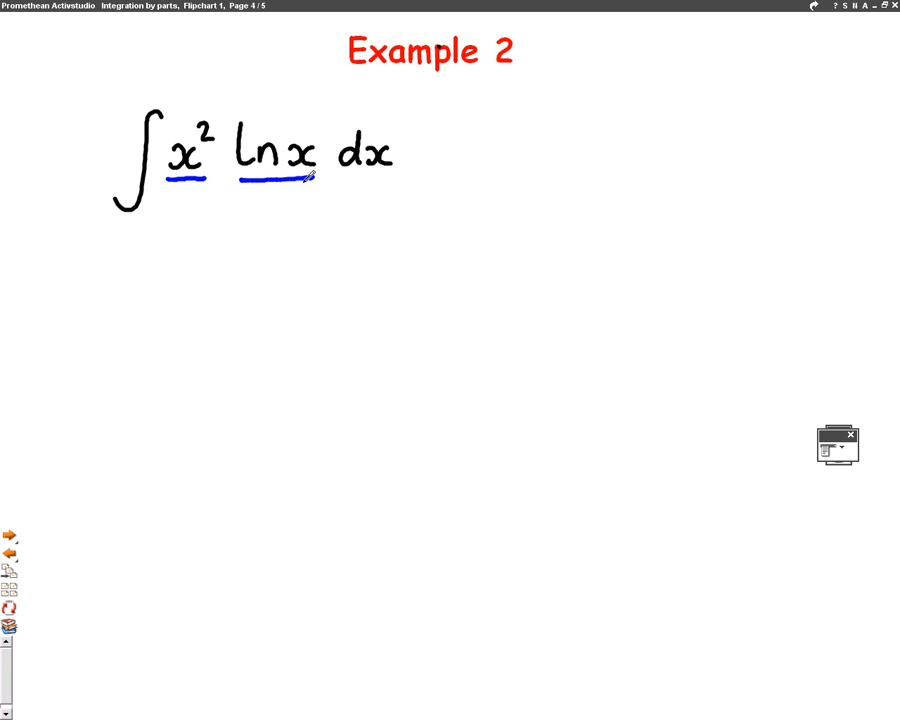 Promethean Activstudio Integration by parts, Flipchart 1, Page 4 / 5
? S N A
Example 2
∫ x² ln x dx